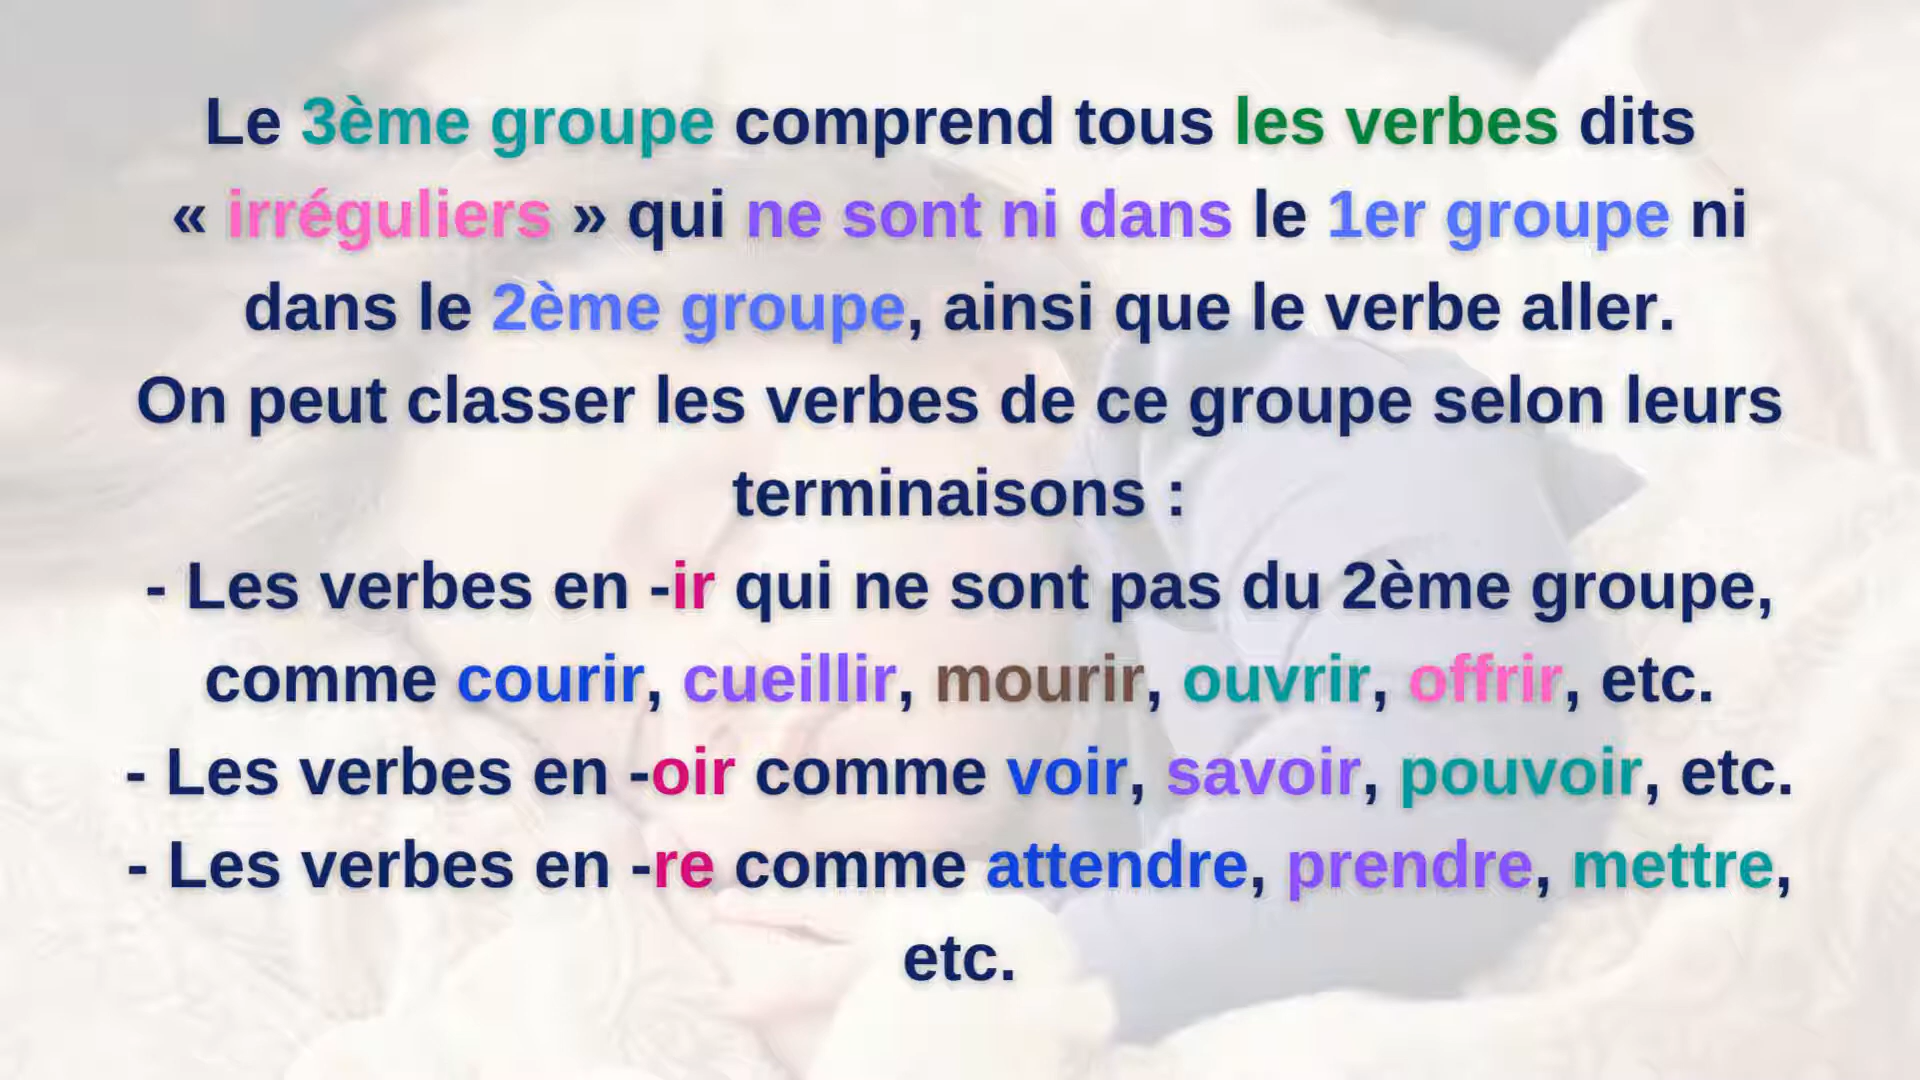 Le 3ème groupe comprend tous les verbes dits
« irréguliers » qui ne sont ni dans le 1er groupe ni
dans le 2ème groupe, ainsi que le verbe aller.
On peut classer les verbes de ce groupe selon leurs
terminaisons :
- Les verbes en -ir qui ne sont pas du 2ème groupe,
comme courir, cueillir, mourir, ouvrir, offrir, etc.
- Les verbes en -oir comme voir, savoir, pouvoir, etc.
- Les verbes en -re comme attendre, prendre, mettre,
etc.